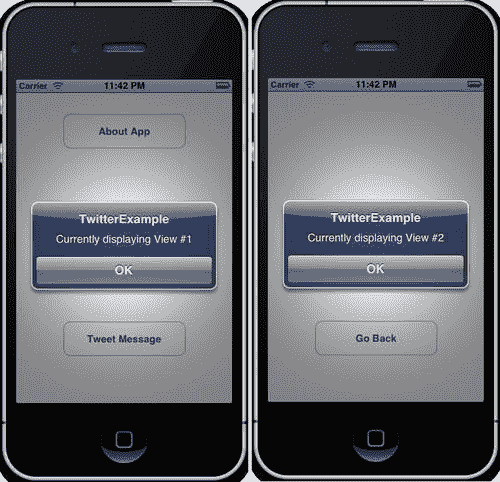 Carrier 11:42 PM
About App
TwitterExample
Currently displaying View #1
OK
Tweet Message
Carrier 11:42 PM
TwitterExample
Currently displaying View #2
OK
Go Back